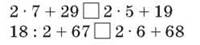 2 · 7 + 29 □ 2 · 5 + 19
18 : 2 + 67 □ 2 · 6 + 68